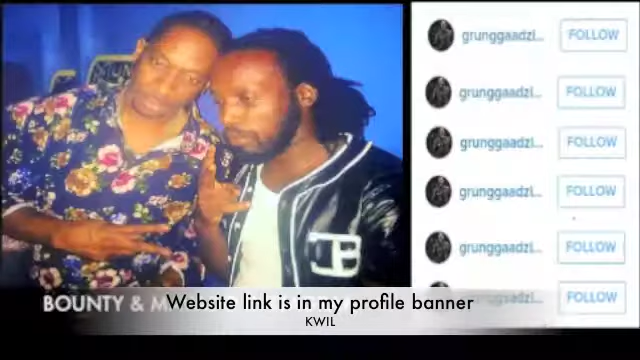 grunggaadzi... FOLLOW
grunggaadzi... FOLLOW
grunggaadzi... FOLLOW
grunggaadzi... FOLLOW
grunggaadzi... FOLLOW
FOLLOW
BOUNTY & M
Website link is in my profile banner
KWIL